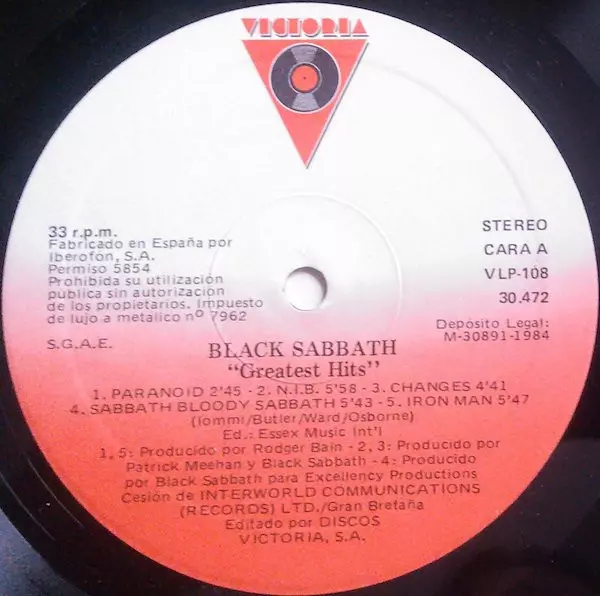 VICTORIA
33 r.p.m.
Fabricado en España por
Iberofón, S.A.
Permiso 5854
Prohibida su utilización
pública sin autorización
de los propietarios. Impuesto
de lujo a metalico nº 7962
S.G.A.E.
STEREO
CARA A
VLP-108
30.472
Depósito Legal:
M-30891-1984
BLACK SABBATH
"Greatest Hits"
1. PARANOID 2'45 - 2. N.I.B. 5'58 - 3. CHANGES 4'41
4. SABBATH BLOODY SABBATH 5'43 - 5. IRON MAN 5'47
(Iommi/Butler/Ward/Osborne)
Ed.: Essex Music Int'l
1, 5: Producido por Rodger Bain - 2, 3: Producido por
Patrick Meehan y Black Sabbath - 4: Producido
por Black Sabbath para Excellency Productions
Cesión de INTERWORLD COMMUNICATIONS
(RECORDS) LTD./Gran Bretaña
Editado por DISCOS
VICTORIA, S.A.